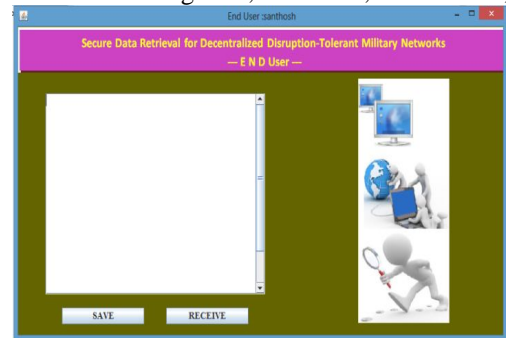 End User :santhosh
Secure Data Retrieval for Decentralized Disruption-Tolerant Military Networks
--- E N D User ---
SAVE
RECEIVE